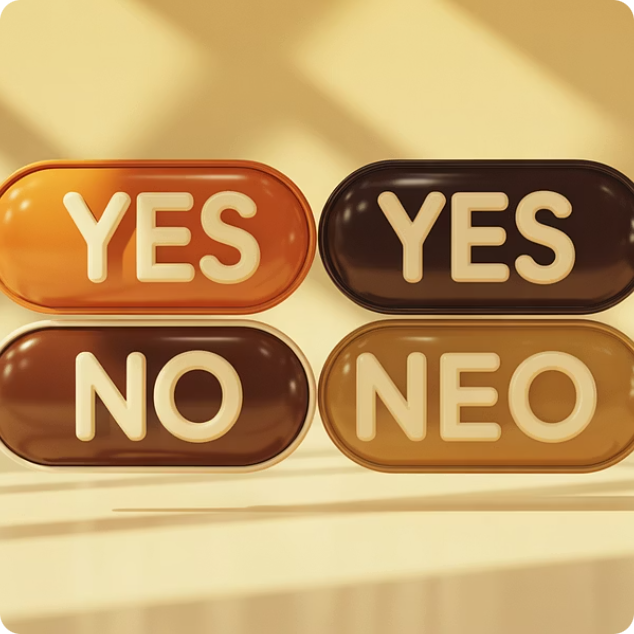 YES YES
NO NEO